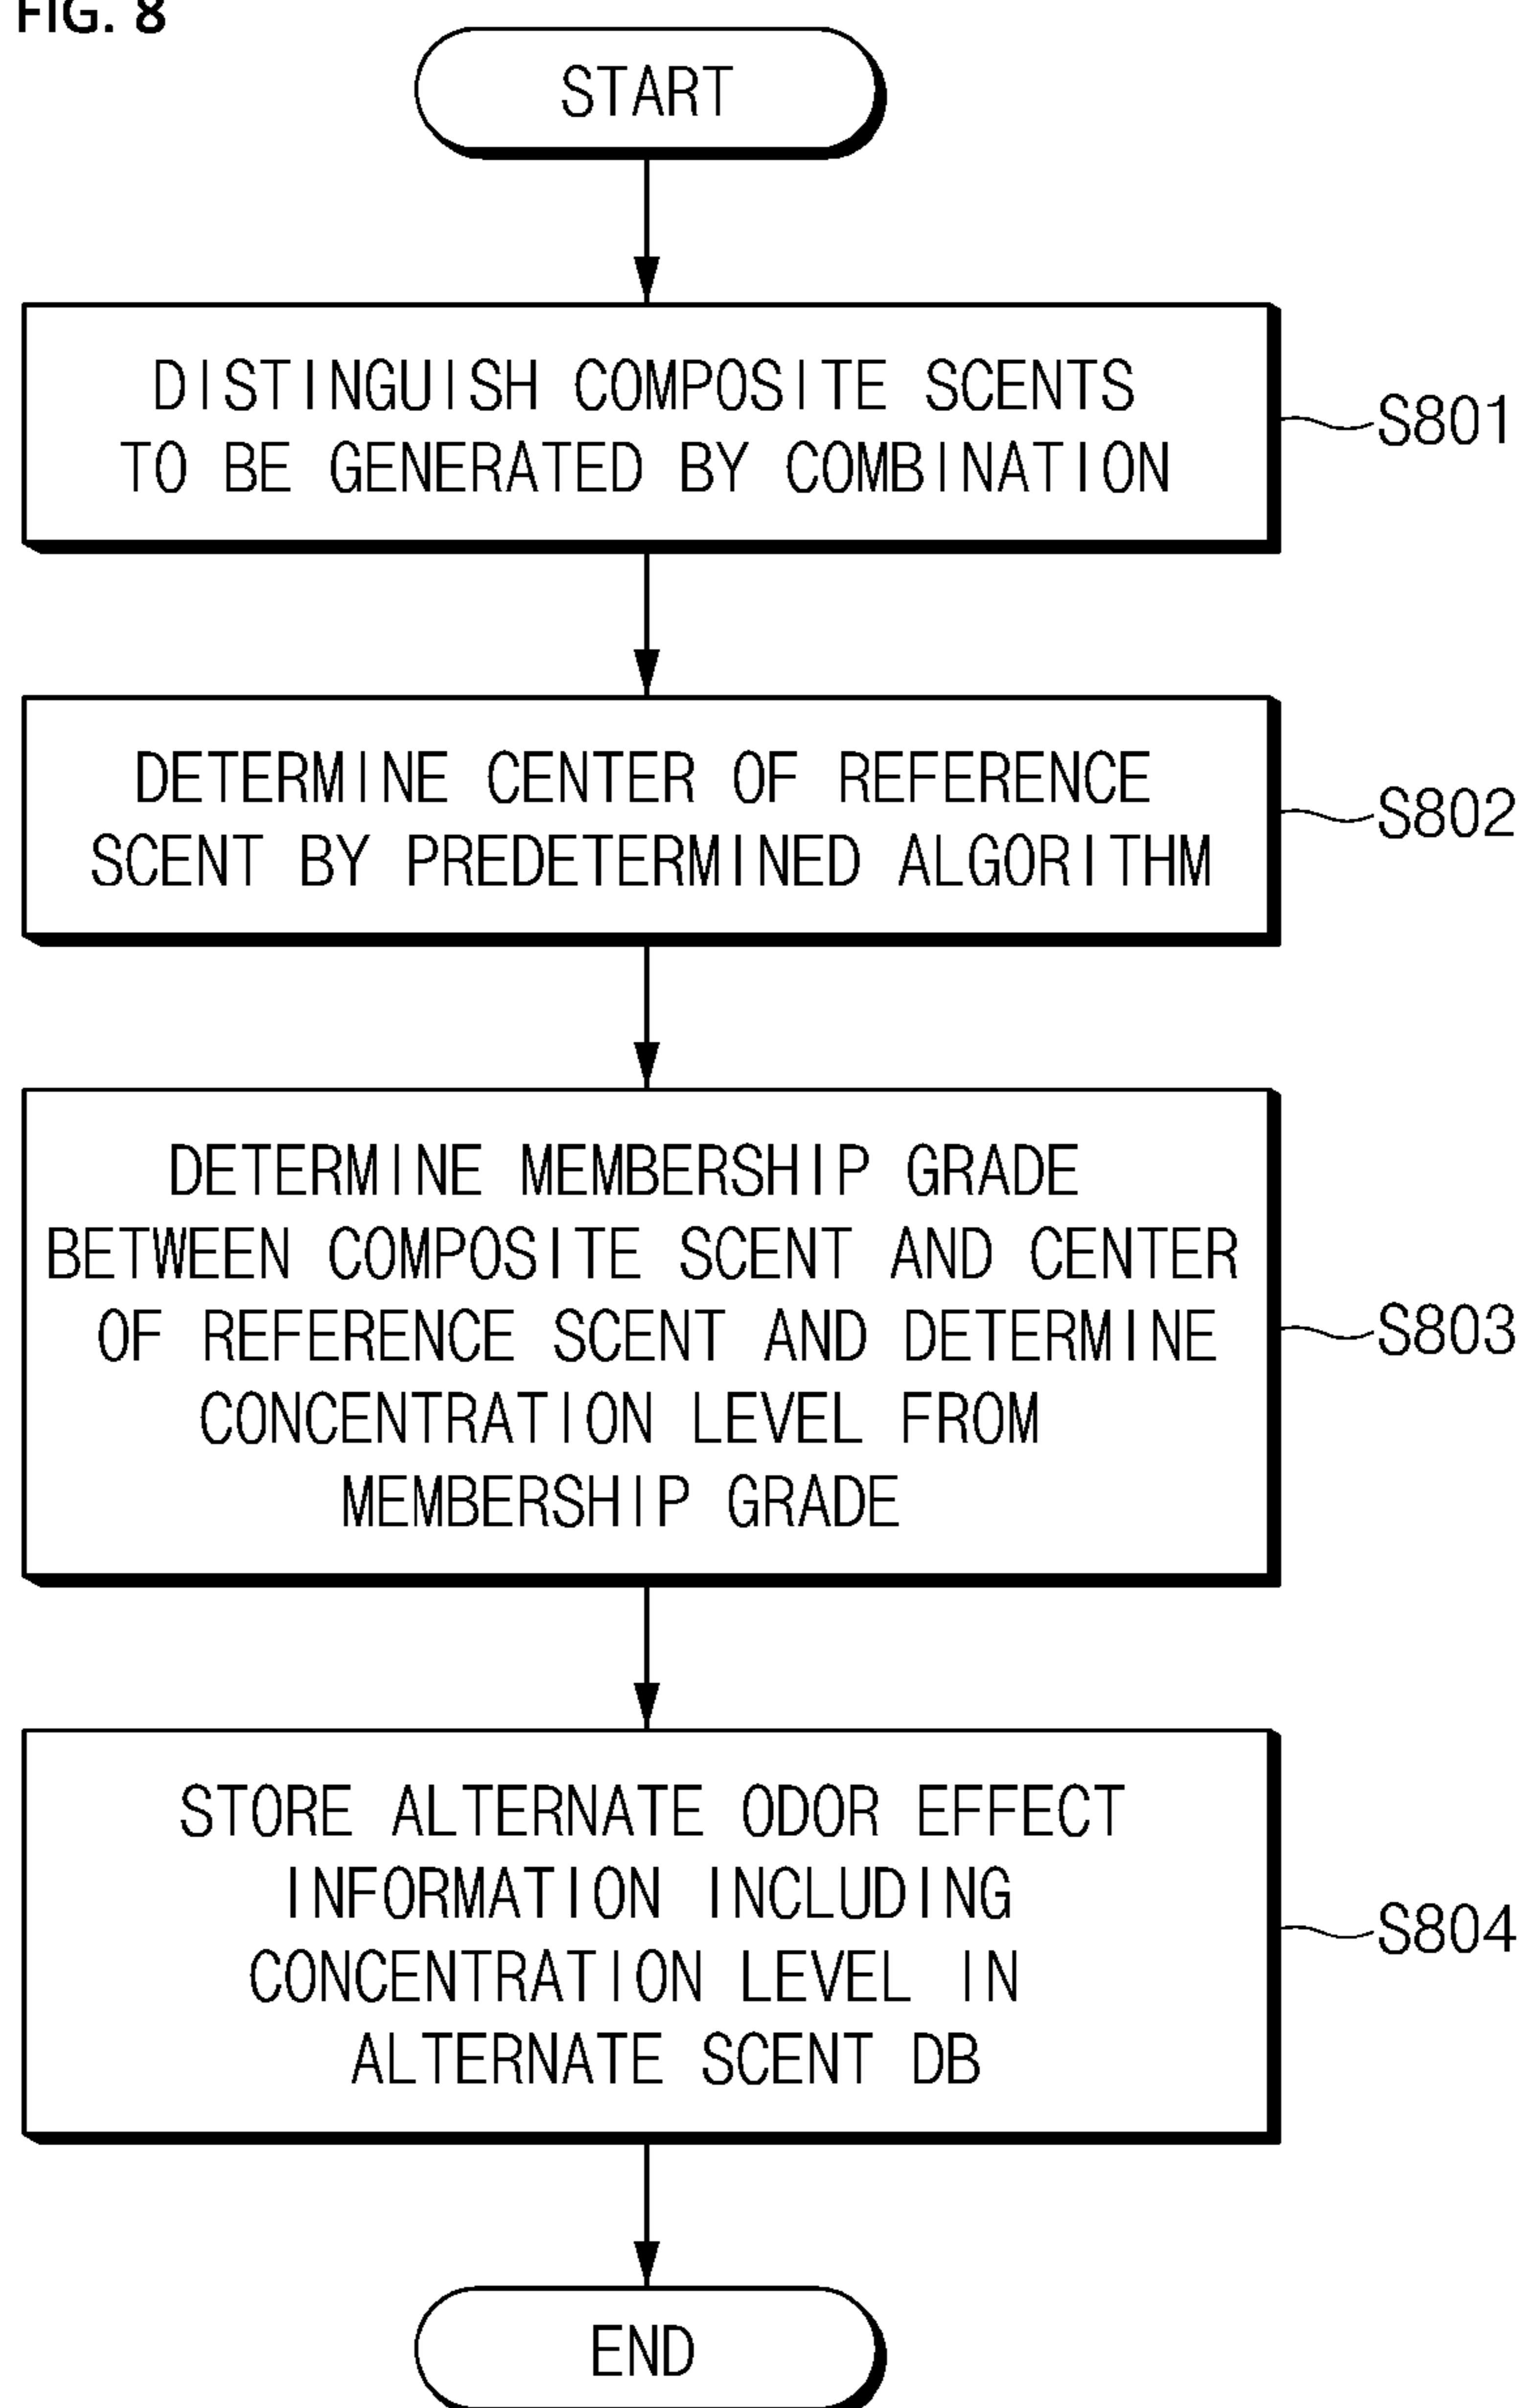 FIG. 8
START
DISTINGUISH COMPOSITE SCENTS
TO BE GENERATED BY COMBINATION
S801
DETERMINE CENTER OF REFERENCE
SCENT BY PREDETERMINED ALGORITHM
S802
DETERMINE MEMBERSHIP GRADE
BETWEEN COMPOSITE SCENT AND CENTER
OF REFERENCE SCENT AND DETERMINE
CONCENTRATION LEVEL FROM
MEMBERSHIP GRADE
S803
STORE ALTERNATE ODOR EFFECT
INFORMATION INCLUDING
CONCENTRATION LEVEL IN
ALTERNATE SCENT DB
S804
END